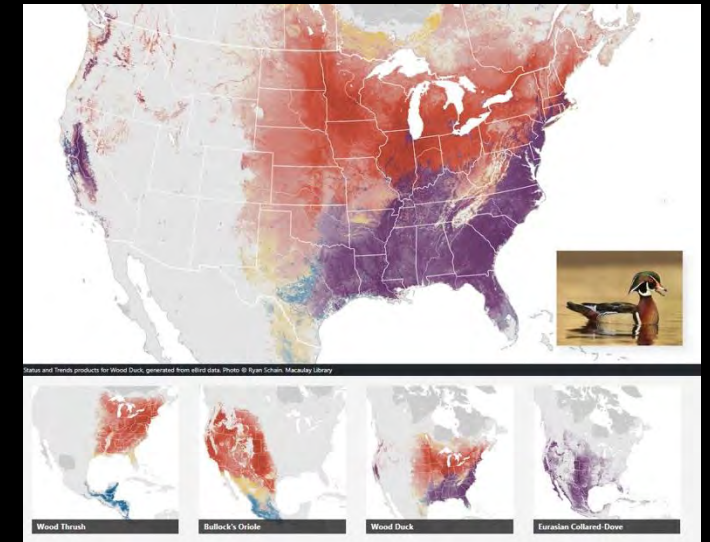 Status and Trends products for Wood Duck, generated from eBird data. Photo © Ryan Schain. Macaulay Library
Wood Thrush
Bullock's Oriole
Wood Duck
Eurasian Collared-Dove